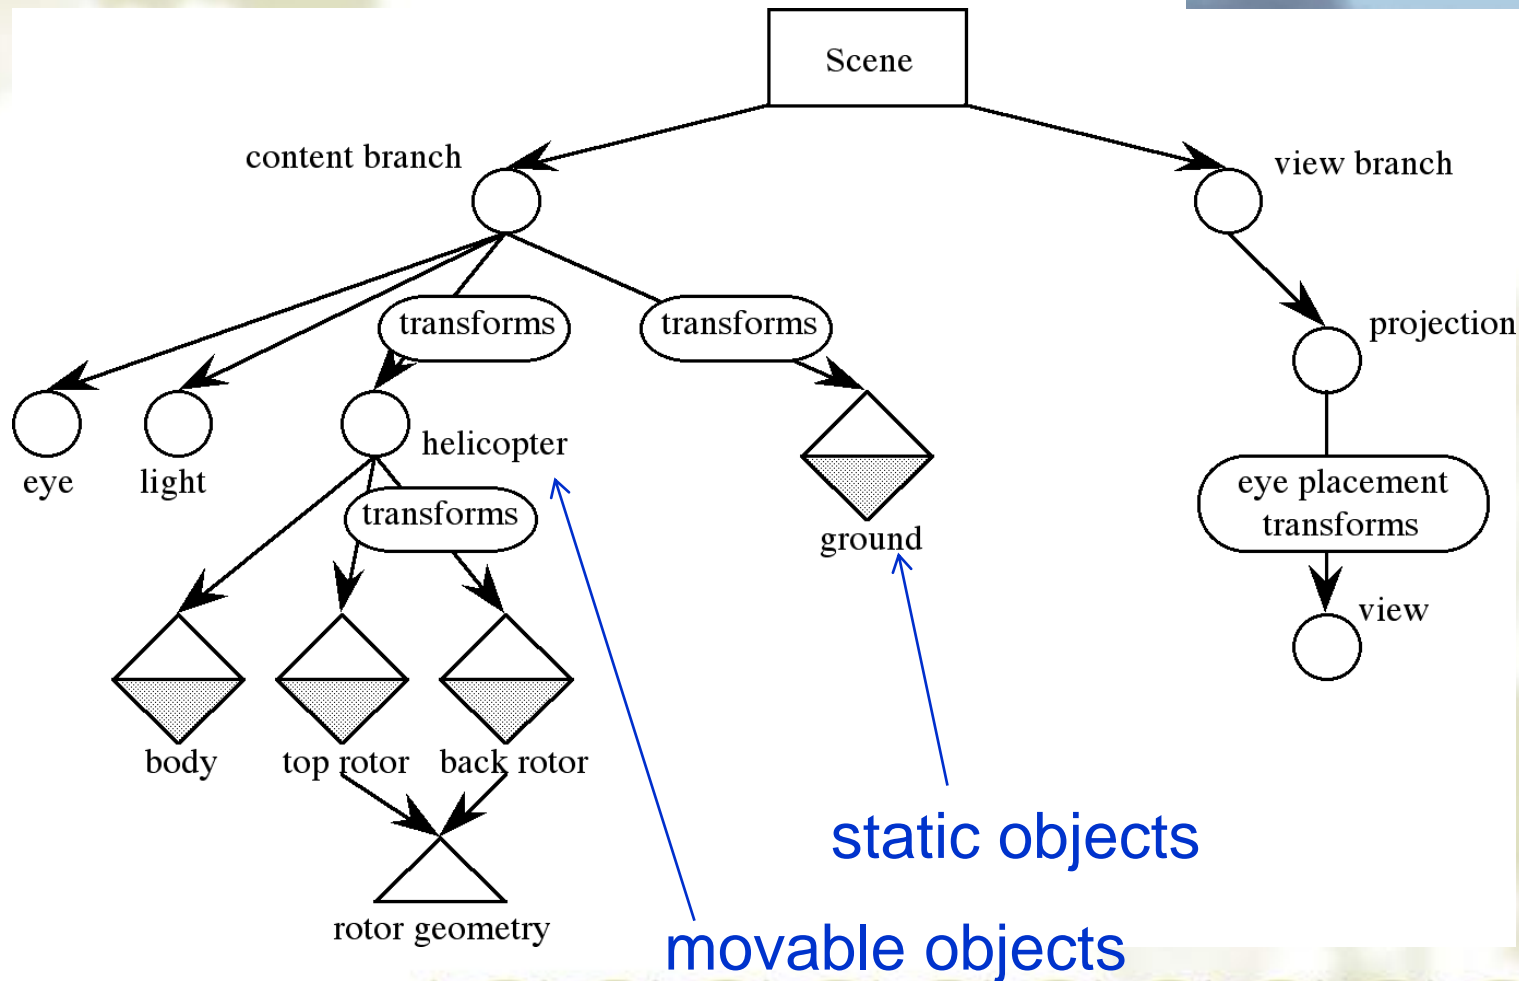 Scene
content branch
view branch
transforms
transforms
projection
eye
light
helicopter
transforms
ground
eye placement
transforms
view
body
top rotor
back rotor
rotor geometry
static objects
movable objects